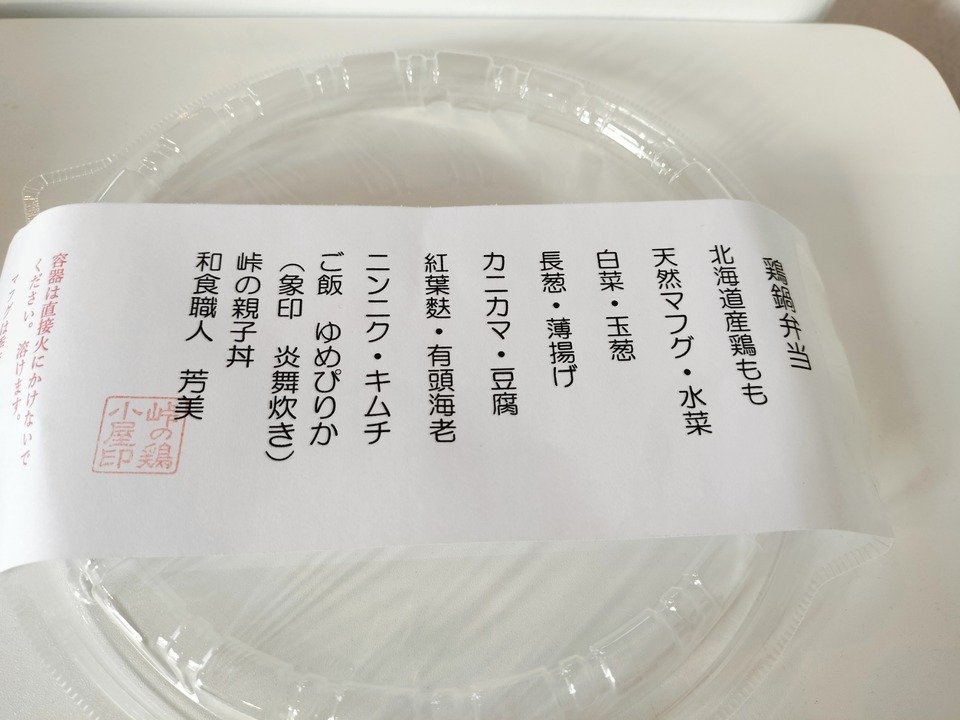 鶏鍋弁当
北海道産鶏もも
天然マフグ・水菜
白菜・玉葱
長葱・薄揚げ
カニカマ・豆腐
紅葉麩・有頭海老
ニンニク・キムチ
ご飯 ゆめぴりか
（象印 炎舞炊き）
峠の親子丼
和食職人 芳美
峠の鶏
小屋印
容器は直接火にかけないで
ください。溶けます。